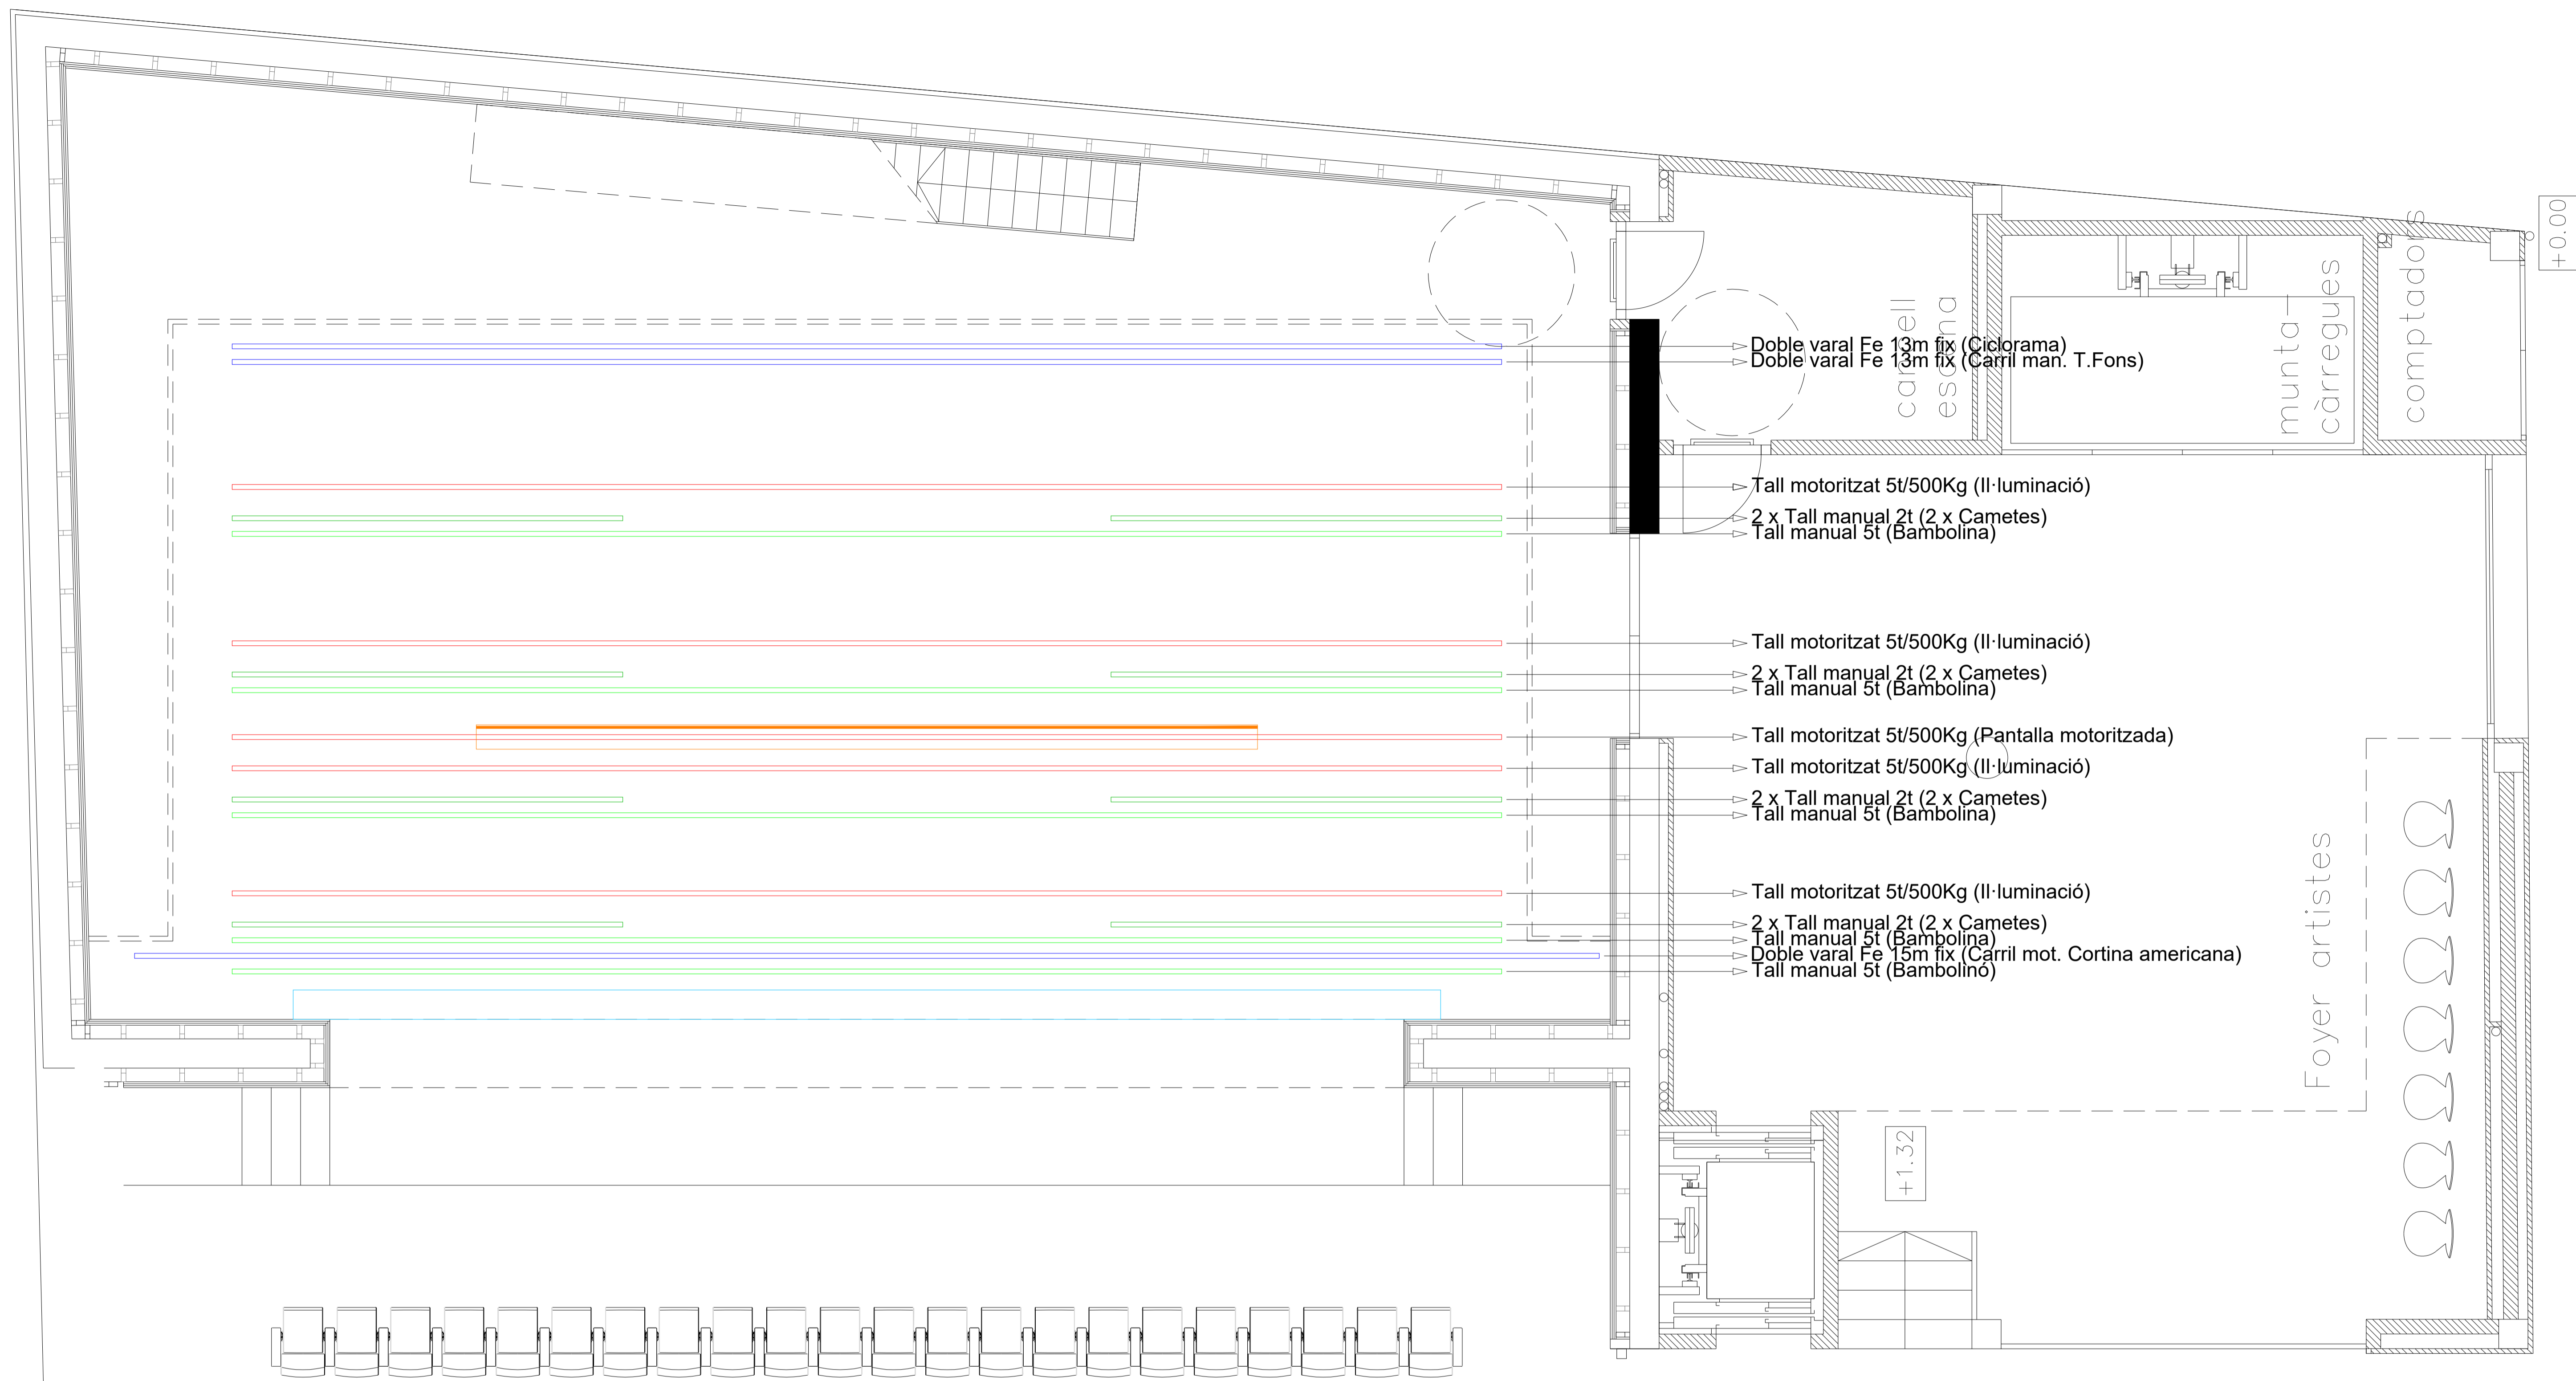 +0.00
comptadors
munta-
càrregues
cancell
escena
Doble varal Fe 13m fix (Ciclorama)
Doble varal Fe 13m fix (Carril man. T.Fons)
Tall motoritzat 5t/500Kg (Il·luminació)
2 x Tall manual 2t (2 x Cametes)
Tall manual 5t (Bambolina)
Tall motoritzat 5t/500Kg (Il·luminació)
2 x Tall manual 2t (2 x Cametes)
Tall manual 5t (Bambolina)
Tall motoritzat 5t/500Kg (Pantalla motoritzada)
Tall motoritzat 5t/500Kg (Il·luminació)
2 x Tall manual 2t (2 x Cametes)
Tall manual 5t (Bambolina)
Tall motoritzat 5t/500Kg (Il·luminació)
2 x Tall manual 2t (2 x Cametes)
Tall manual 5t (Bambolina)
Doble varal Fe 15m fix (Carril mot. Cortina americana)
Tall manual 5t (Bambolinó)
Foyer artistes
+1.32